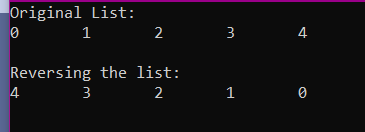 Original List:
0 1 2 3 4
Reversing the list:
4 3 2 1 0